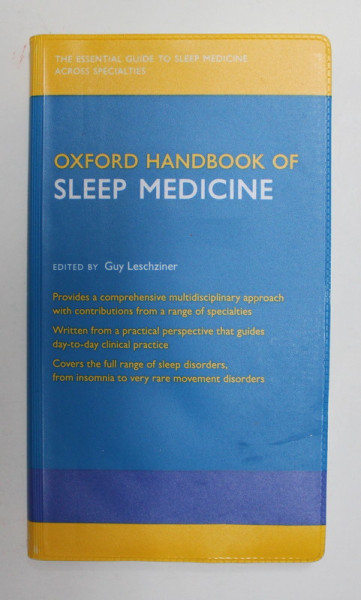 THE ESSENTIAL GUIDE TO SLEEP MEDICINE
ACROSS SPECIALTIES
OXFORD HANDBOOK OF
SLEEP MEDICINE
EDITED BY Guy Leschziner
Provides a comprehensive multidisciplinary approach
with contributions from a range of specialties
Written from a practical perspective that guides
day-to-day clinical practice
Covers the full range of sleep disorders,
from insomnia to very rare movement disorders